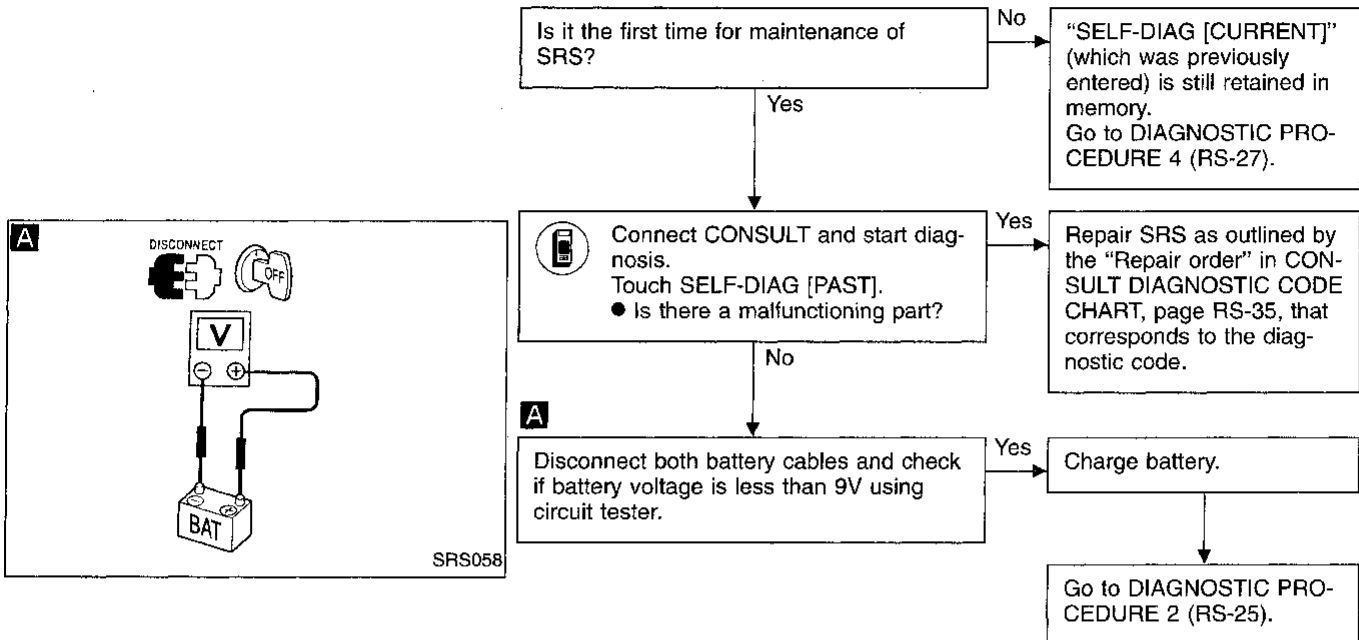 Is it the first time for maintenance of
SRS?
No
"SELF-DIAG [CURRENT]"
(which was previously
entered) is still retained in
memory.
Go to DIAGNOSTIC PRO-
CEDURE 4 (RS-27).
Yes
A
DISCONNECT
OFF
V
− +
− +
BAT
SRS058
Connect CONSULT and start diag-
nosis.
Touch SELF-DIAG [PAST].
● Is there a malfunctioning part?
Yes
Repair SRS as outlined by
the "Repair order" in CON-
SULT DIAGNOSTIC CODE
CHART, page RS-35, that
corresponds to the diag-
nostic code.
No
A
Disconnect both battery cables and check
if battery voltage is less than 9V using
circuit tester.
Yes
Charge battery.
Go to DIAGNOSTIC PRO-
CEDURE 2 (RS-25).